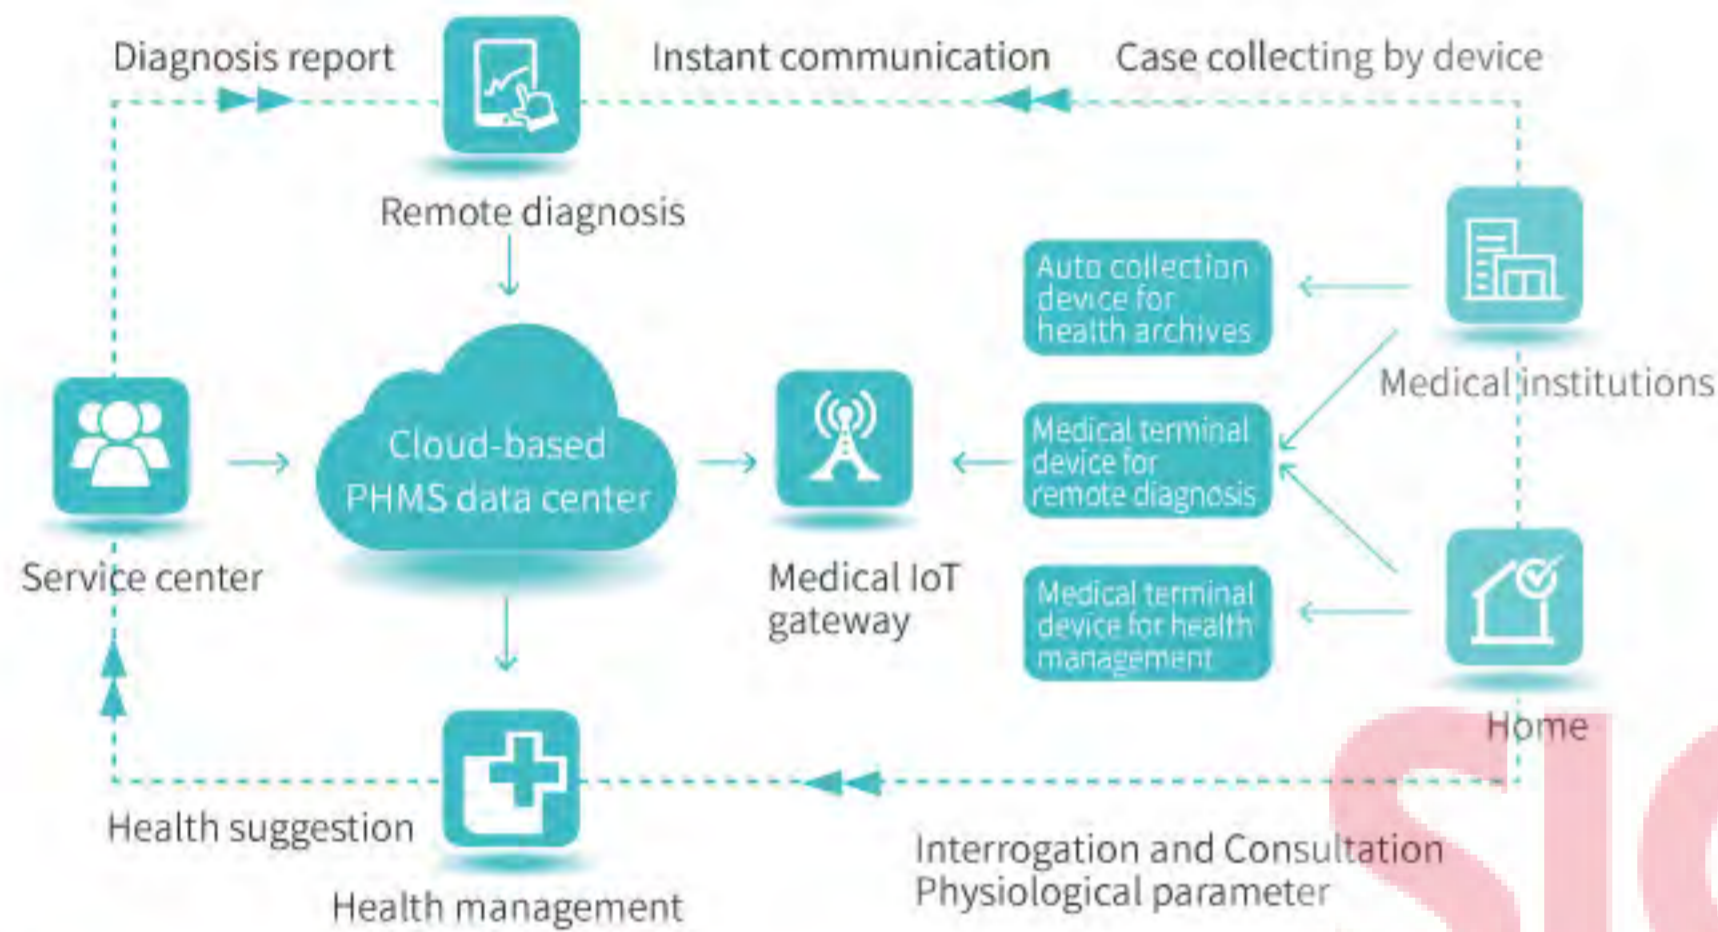 Diagnosis report
Instant communication
Case collecting by device
Remote diagnosis
Auto collection
device for
health archives
Medical institutions
Cloud-based
PHMS data center
Medical terminal
device for
remote diagnosis
Service center
Medical IoT
gateway
Medical terminal
device for health
management
Home
Health suggestion
Interrogation and Consultation
Physiological parameter
Health management